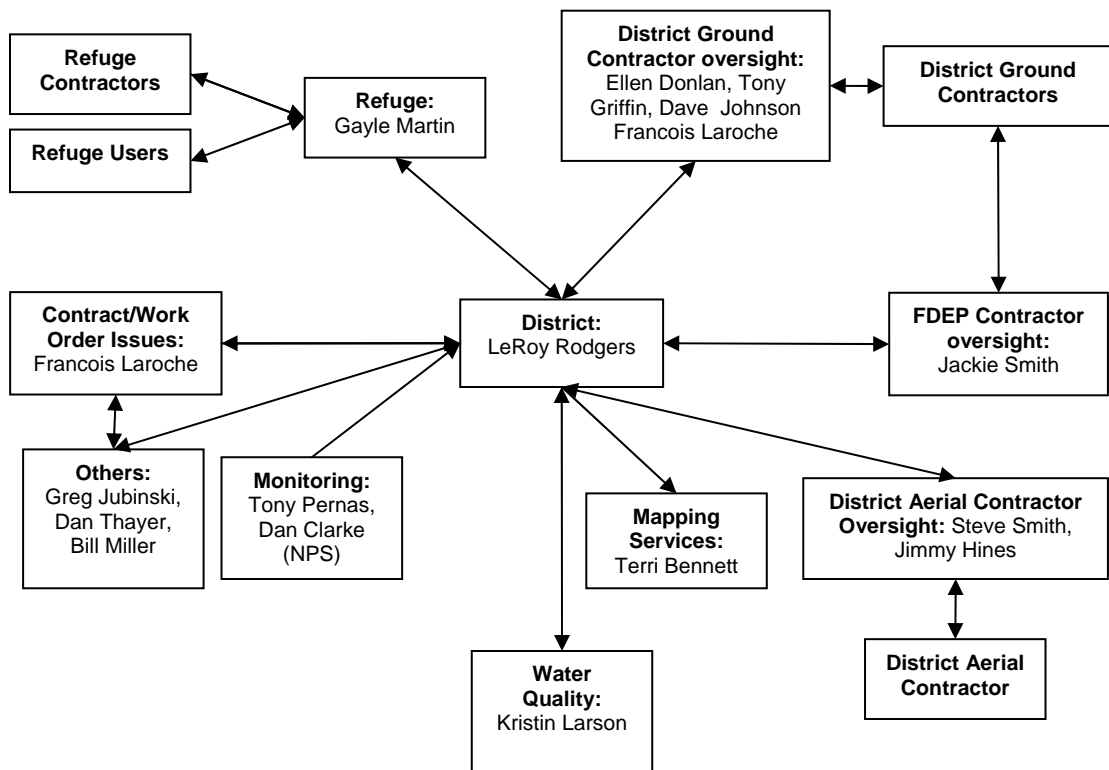 Refuge
Contractors
Refuge Users
Refuge:
Gayle Martin
District Ground
Contractor oversight:
Ellen Donlan, Tony
Griffin, Dave Johnson
Francois Laroche
District Ground
Contractors
Contract/Work
Order Issues:
Francois Laroche
District:
LeRoy Rodgers
FDEP Contractor
oversight:
Jackie Smith
Others:
Greg Jubinski,
Dan Thayer,
Bill Miller
Monitoring:
Tony Pernas,
Dan Clarke
(NPS)
Mapping
Services:
Terri Bennett
District Aerial Contractor
Oversight: Steve Smith,
Jimmy Hines
Water
Quality:
Kristin Larson
District Aerial
Contractor